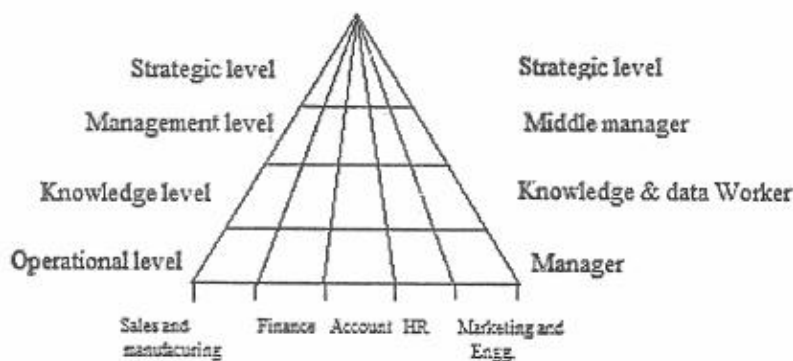 Strategic level
Strategic level
Management level
Middle manager
Knowledge level
Knowledge & data Worker
Operational level
Manager
Sales and manufacuring
Finance
Account
HR
Marketing and Engg.